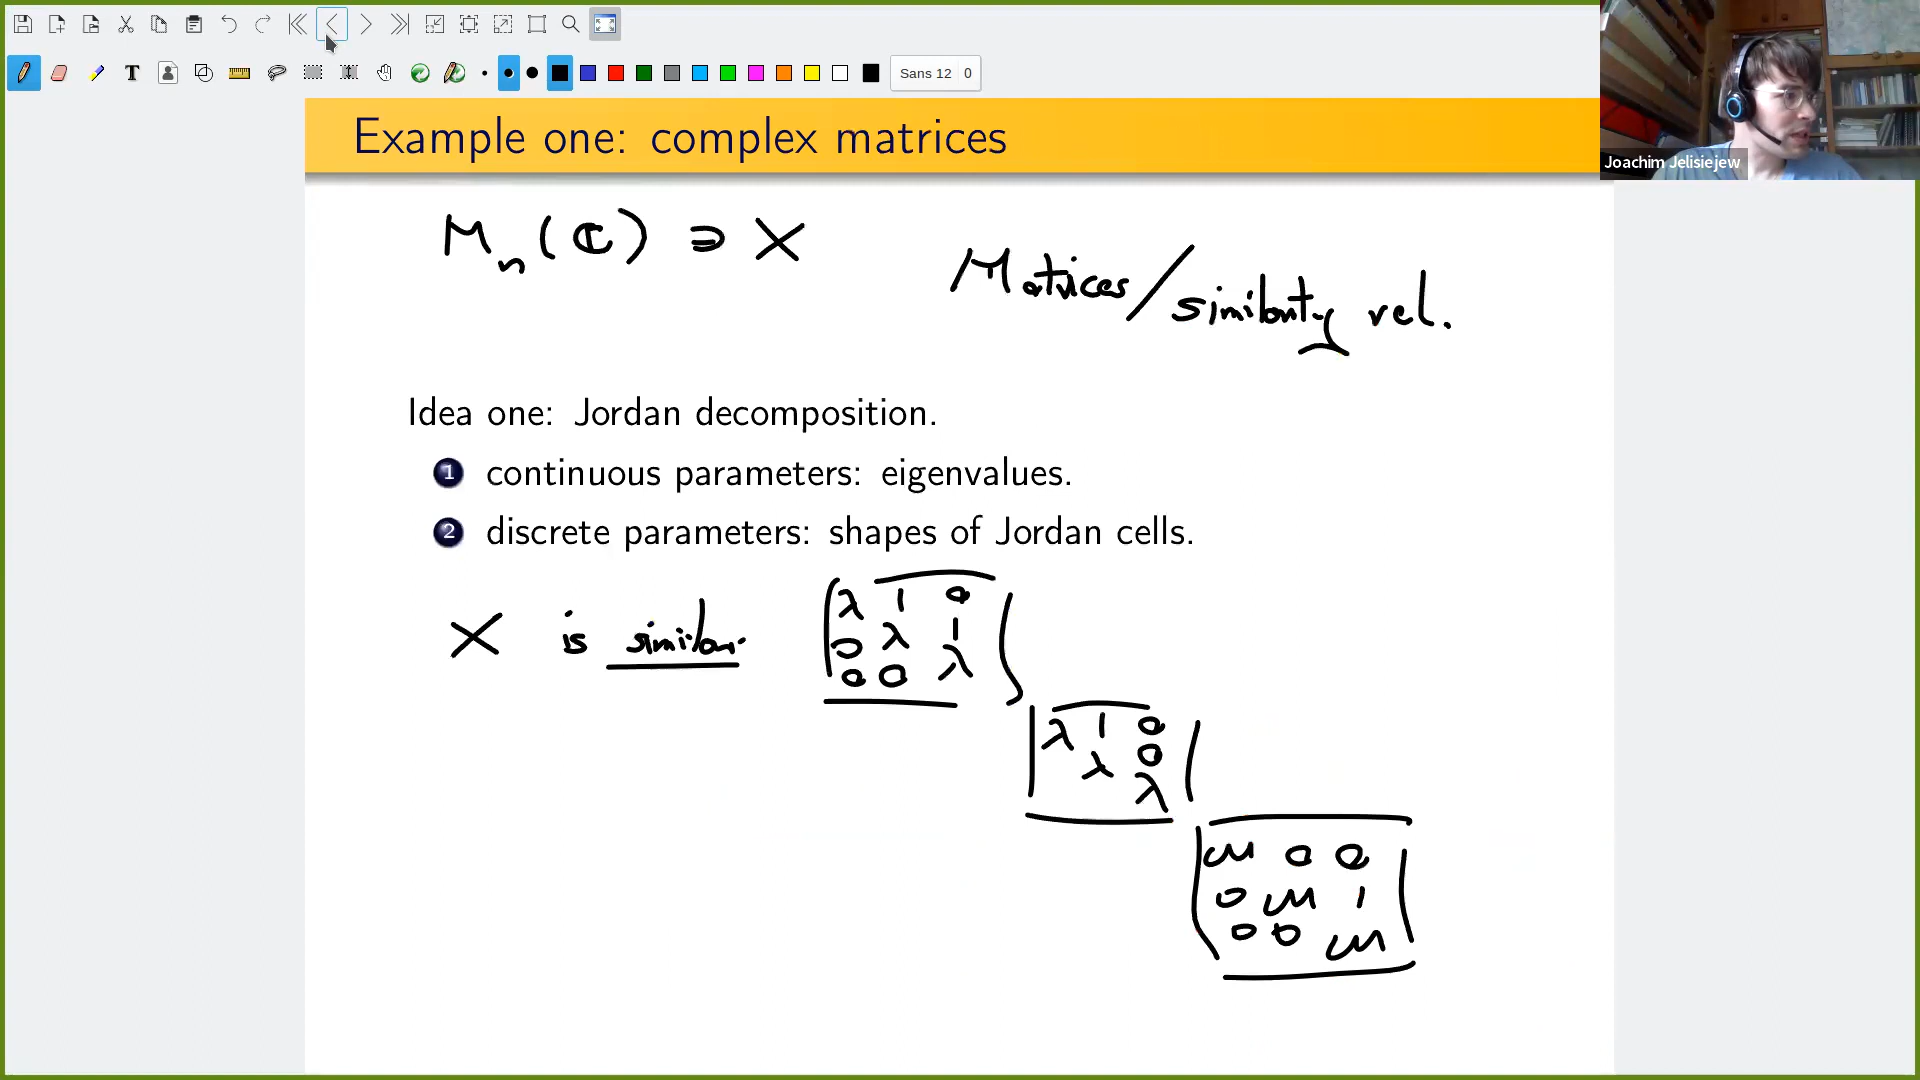 Sans 12 0
Joachim Jelisiejew
Example one: complex matrices
Mₙ(ℂ) ∋ X
Matrices/similarity rel.
Idea one: Jordan decomposition.
1 continuous parameters: eigenvalues.
2 discrete parameters: shapes of Jordan cells.
X is similar
λ 1 0
0 λ 1
0 0 λ
λ 1 0
λ 0
λ
μ 0 0
0 μ 1
0 0 μ